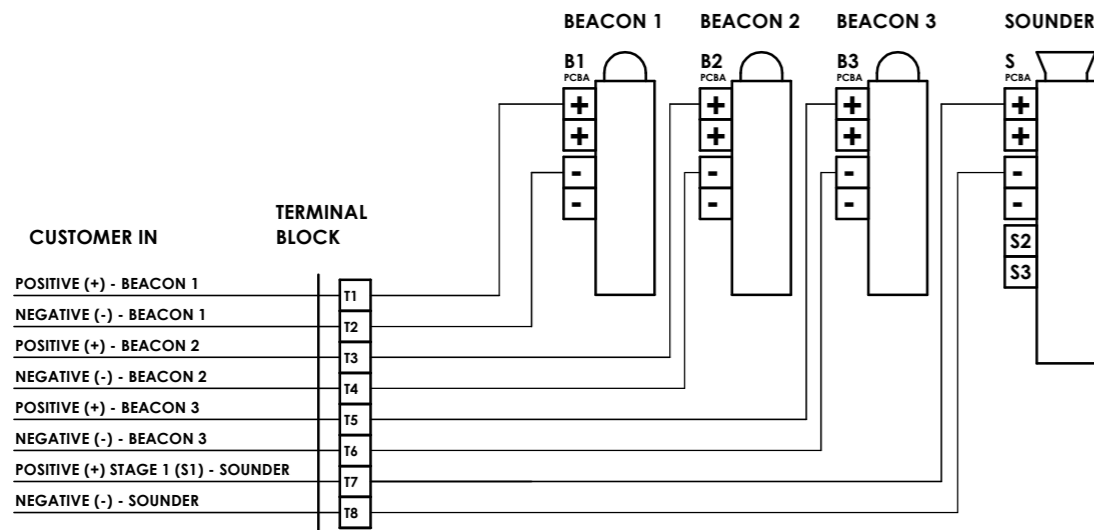 BEACON 1 BEACON 2 BEACON 3 SOUNDER
B1 B2 B3 S
PCBA PCBA PCBA PCBA
+ + + +
+ + + +
- - - -
- - - -
S2
S3
CUSTOMER IN
TERMINAL
BLOCK
POSITIVE (+) - BEACON 1 T1
NEGATIVE (-) - BEACON 1 T2
POSITIVE (+) - BEACON 2 T3
NEGATIVE (-) - BEACON 2 T4
POSITIVE (+) - BEACON 3 T5
NEGATIVE (-) - BEACON 3 T6
POSITIVE (+) STAGE 1 (S1) - SOUNDER T7
NEGATIVE (-) - SOUNDER T8